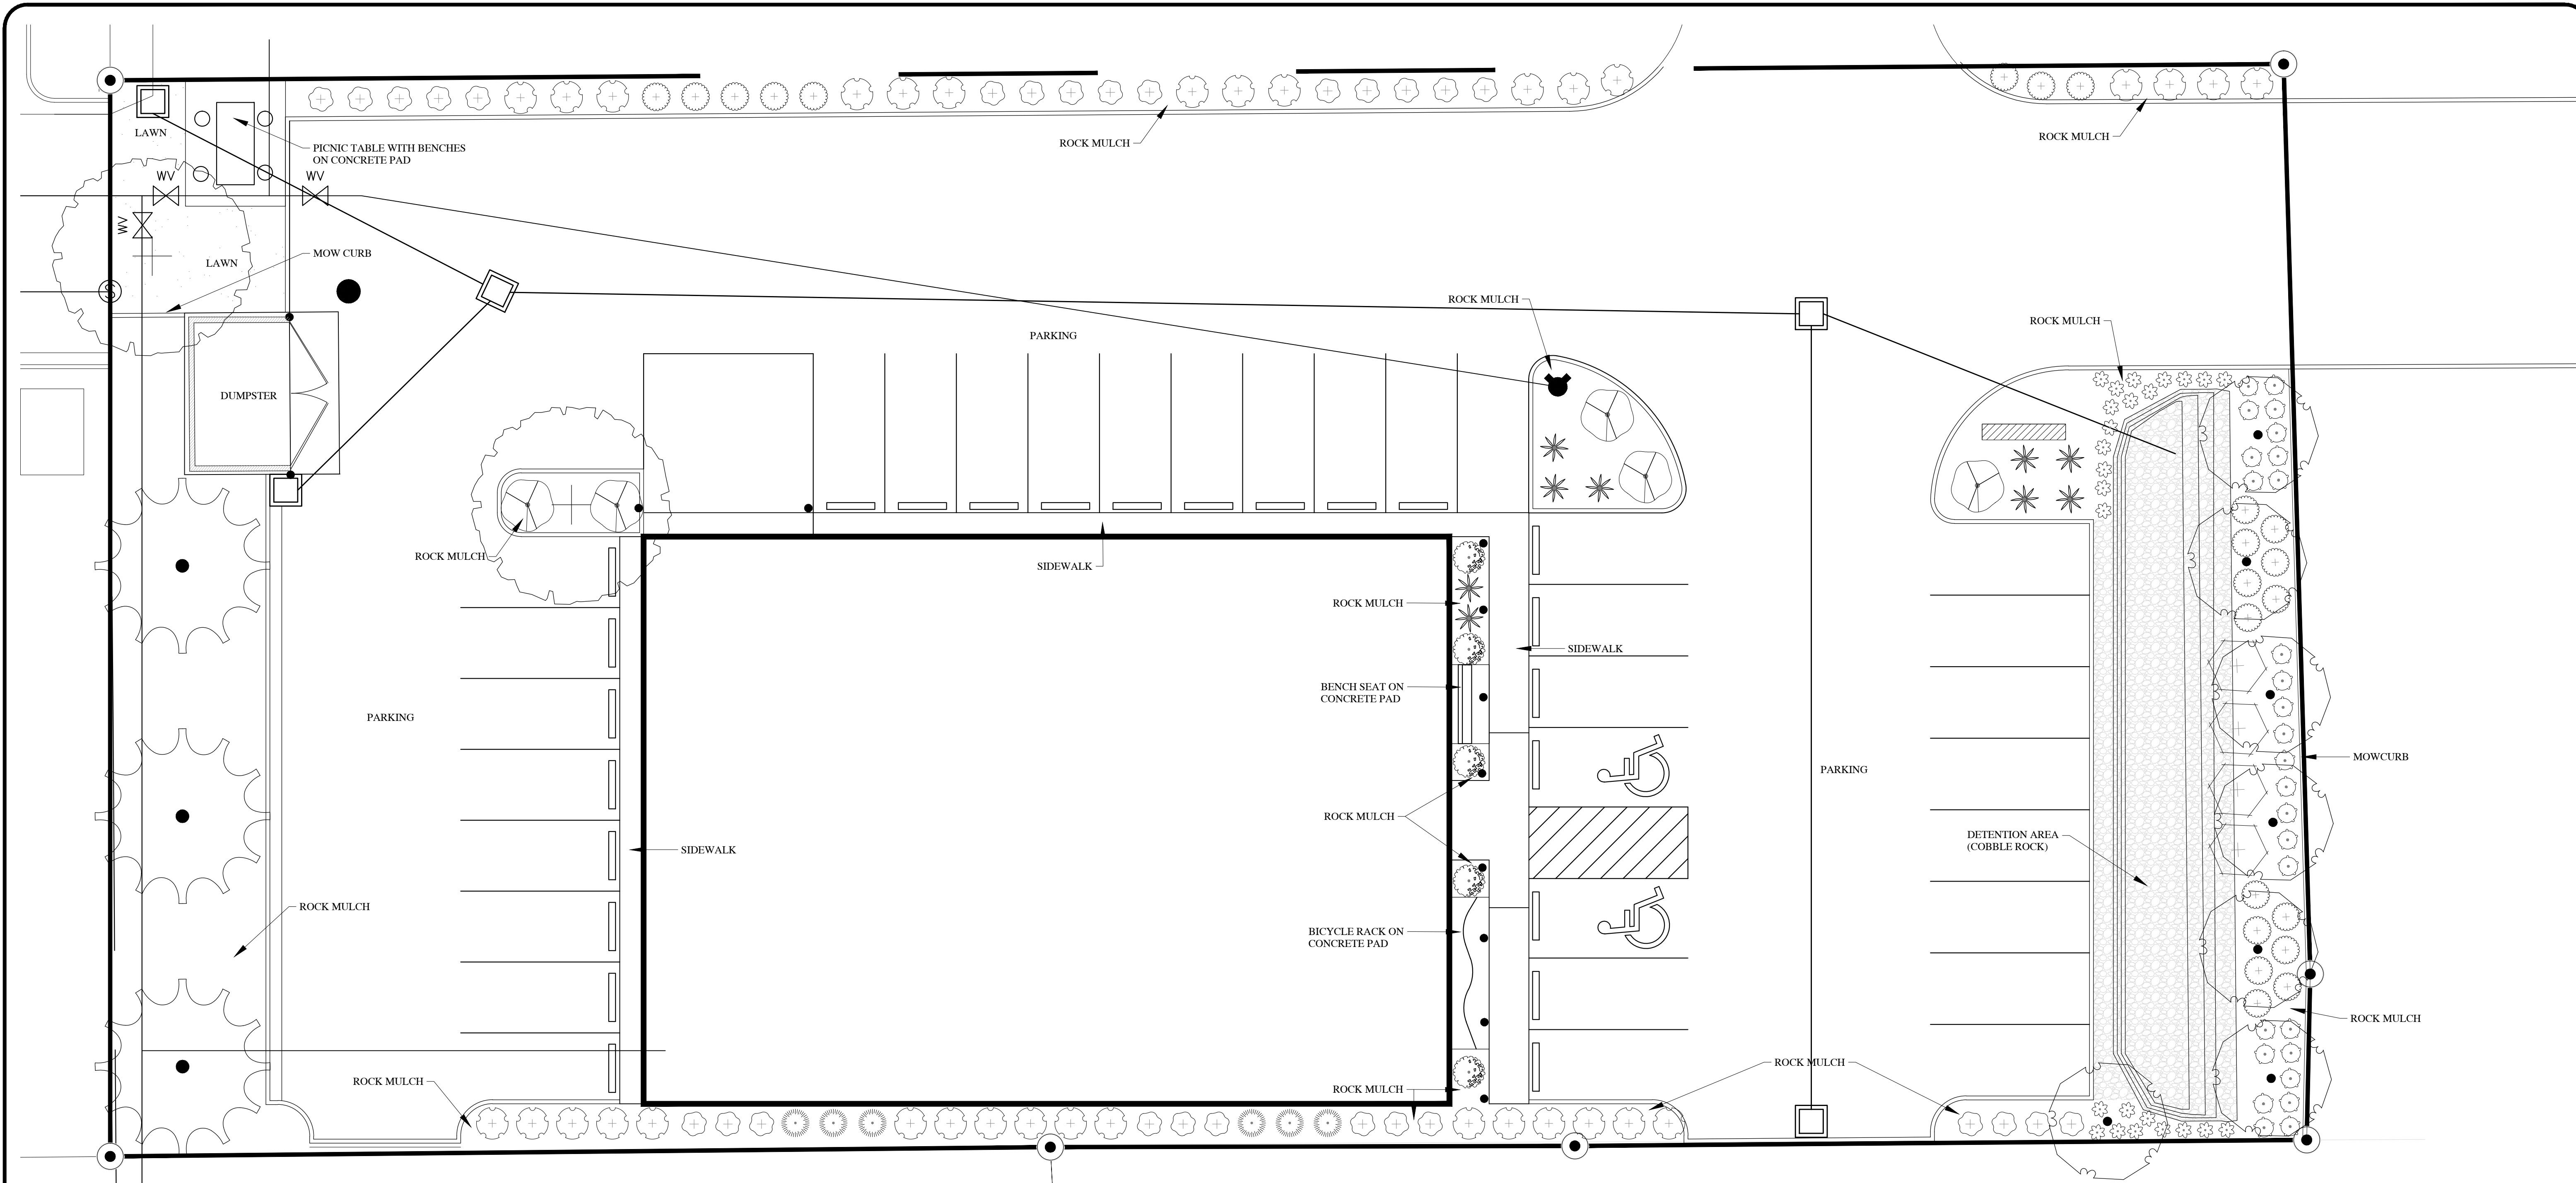 LAWN
PICNIC TABLE WITH BENCHES
ON CONCRETE PAD
ROCK MULCH
ROCK MULCH
WV
WV
WV
LAWN
MOW CURB
S
ROCK MULCH
PARKING
ROCK MULCH
DUMPSTER
ROCK MULCH
SIDEWALK
ROCK MULCH
SIDEWALK
BENCH SEAT ON
CONCRETE PAD
PARKING
MOWCURB
PARKING
ROCK MULCH
DETENTION AREA
(COBBLE ROCK)
SIDEWALK
ROCK MULCH
BICYCLE RACK ON
CONCRETE PAD
ROCK MULCH
ROCK MULCH
ROCK MULCH
ROCK MULCH